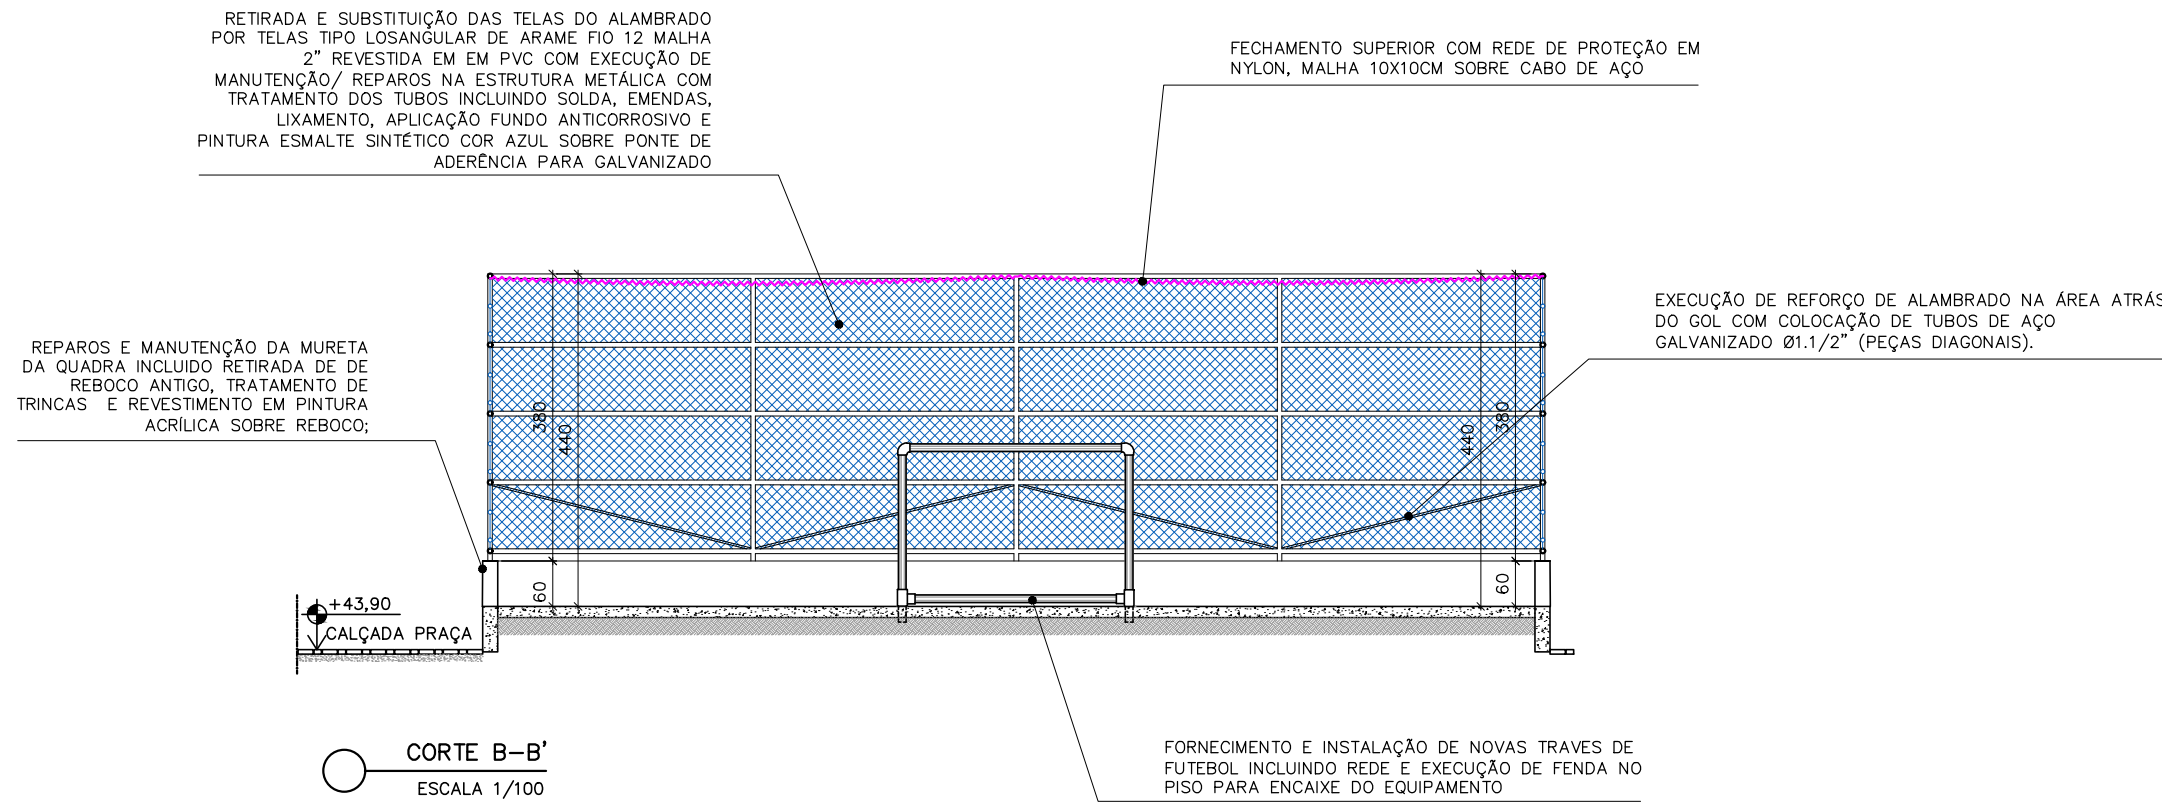 RETIRADA E SUBSTITUIÇÃO DAS TELAS DO ALAMBRADO
POR TELAS TIPO LOSANGULAR DE ARAME FIO 12 MALHA
2" REVESTIDA EM EM PVC COM EXECUÇÃO DE
MANUTENÇÃO/ REPAROS NA ESTRUTURA METÁLICA COM
TRATAMENTO DOS TUBOS INCLUINDO SOLDA, EMENDAS,
LIXAMENTO, APLICAÇÃO FUNDO ANTICORROSIVO E
PINTURA ESMALTE SINTÉTICO COR AZUL SOBRE PONTE DE
ADERÊNCIA PARA GALVANIZADO
FECHAMENTO SUPERIOR COM REDE DE PROTEÇÃO EM
NYLON, MALHA 10X10CM SOBRE CABO DE AÇO
EXECUÇÃO DE REFORÇO DE ALAMBRADO NA ÁREA ATRÁS
DO GOL COM COLOCAÇÃO DE TUBOS DE AÇO
GALVANIZADO Ø1.1/2" (PEÇAS DIAGONAIS).
REPAROS E MANUTENÇÃO DA MURETA
DA QUADRA INCLUIDO RETIRADA DE DE
REBOCO ANTIGO, TRATAMENTO DE
TRINCAS E REVESTIMENTO EM PINTURA
ACRÍLICA SOBRE REBOCO;
380
440
440
380
60
60
+43,90
CALÇADA PRAÇA
CORTE B-B'
ESCALA 1/100
FORNECIMENTO E INSTALAÇÃO DE NOVAS TRAVES DE
FUTEBOL INCLUINDO REDE E EXECUÇÃO DE FENDA NO
PISO PARA ENCAIXE DO EQUIPAMENTO